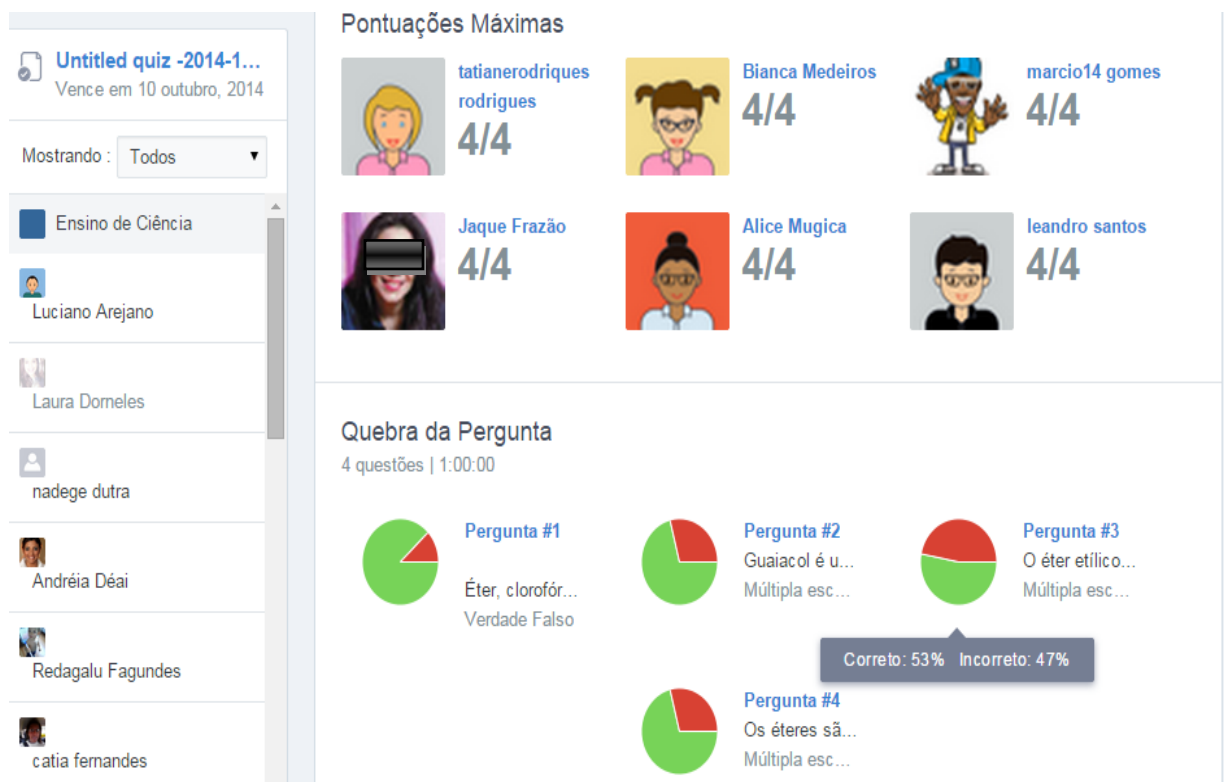 Untitled quiz -2014-1...
Vence em 10 outubro, 2014
Mostrando :
Todos
Ensino de Ciência
Luciano Arejano
Laura Dorneles
nadege dutra
Andréia Déai
Redagalu Fagundes
catia fernandes
Pontuações Máximas
tatianerodriques
rodrigues
4/4
Bianca Medeiros
4/4
marcio14 gomes
4/4
Jaque Frazão
4/4
Alice Mugica
4/4
leandro santos
4/4
Quebra da Pergunta
4 questões | 1:00:00
Pergunta #1
Éter, clorofór...
Verdade Falso
Pergunta #2
Guaiacol é u...
Múltipla esc...
Pergunta #3
O éter etílico...
Múltipla esc...
Correto: 53% Incorreto: 47%
Pergunta #4
Os éteres sã...
Múltipla esc...